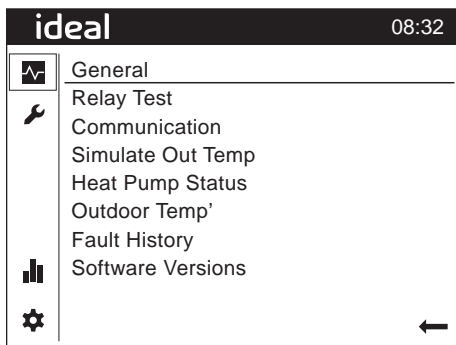 ideal 08:32
General
Relay Test
Communication
Simulate Out Temp
Heat Pump Status
Outdoor Temp'
Fault History
Software Versions